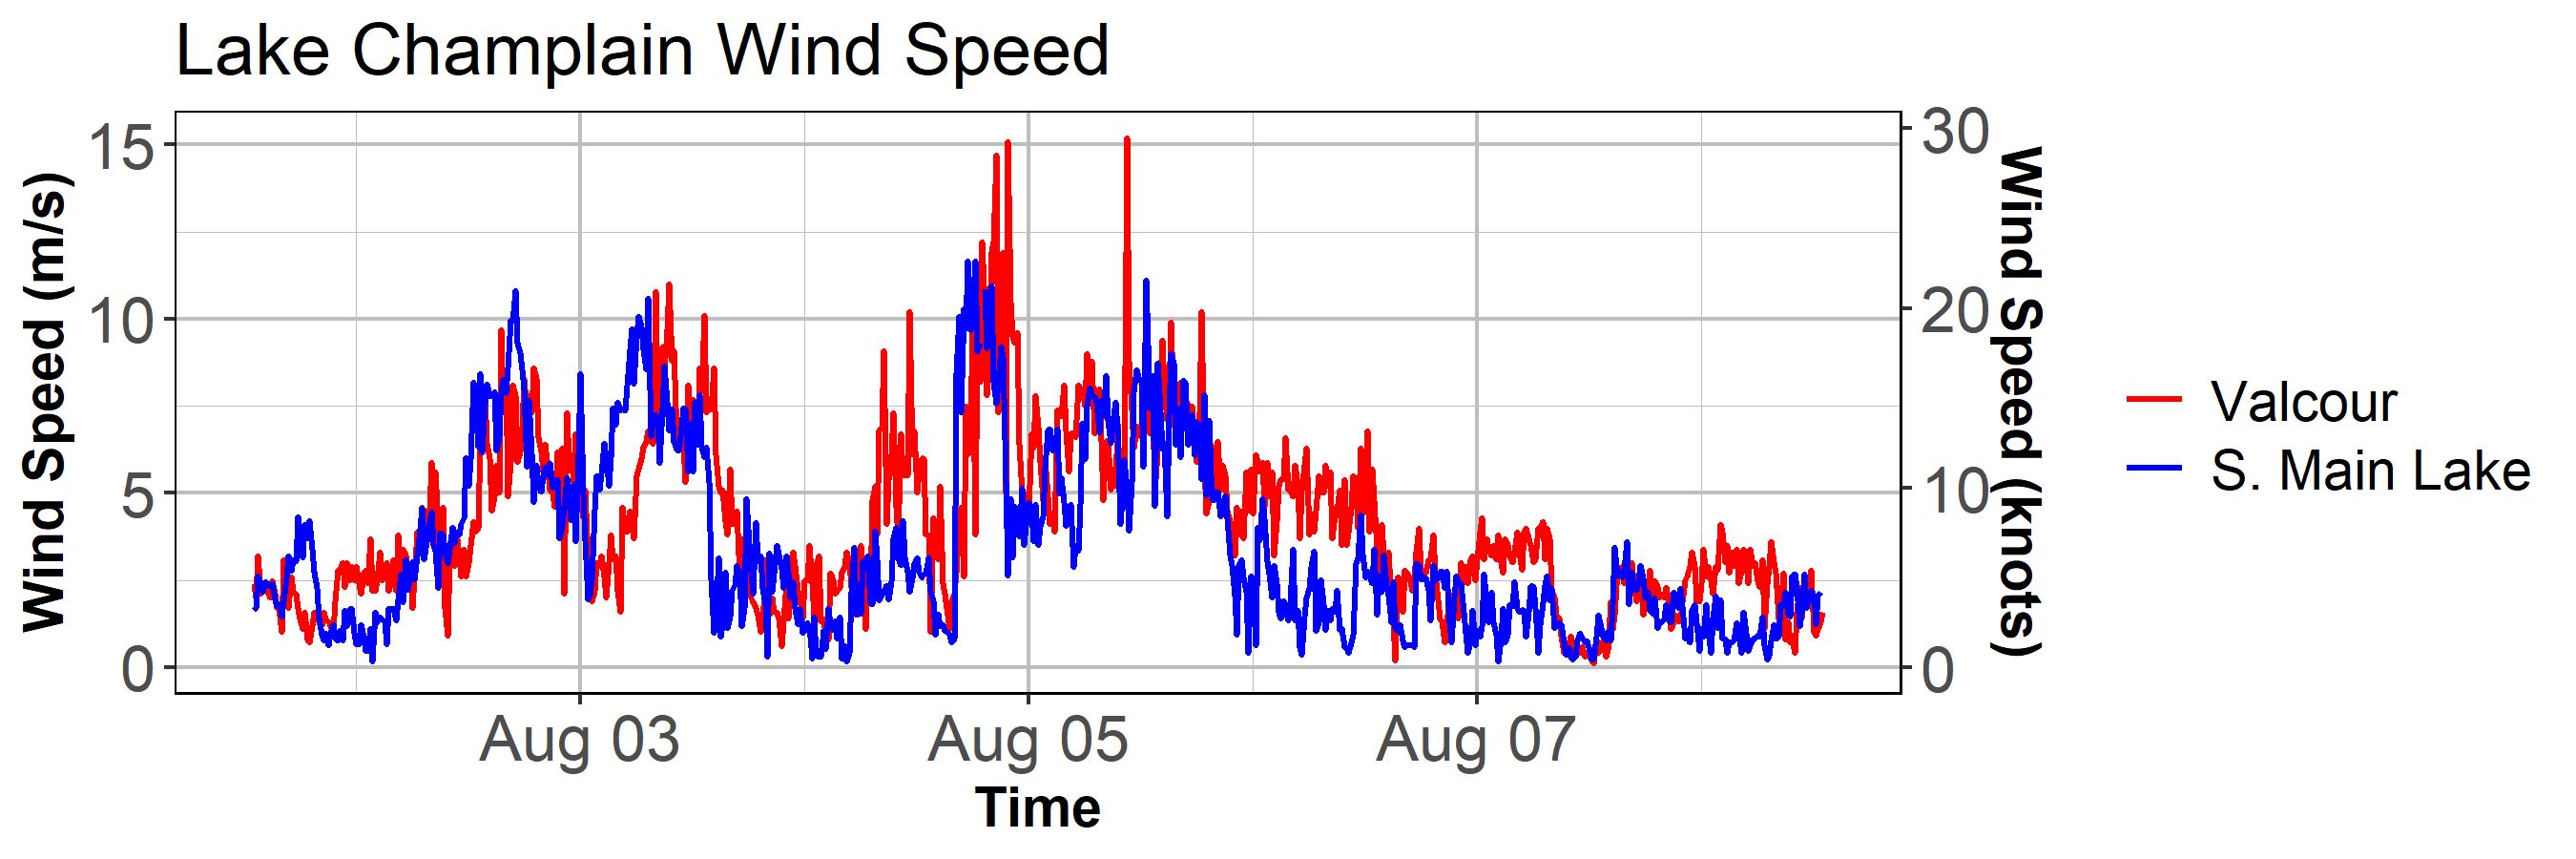 Lake Champlain Wind Speed
Wind Speed (m/s)
15
10
5
0
30
20
10
0
Wind Speed (knots)
Aug 03
Aug 05
Aug 07
Time
Valcour
S. Main Lake